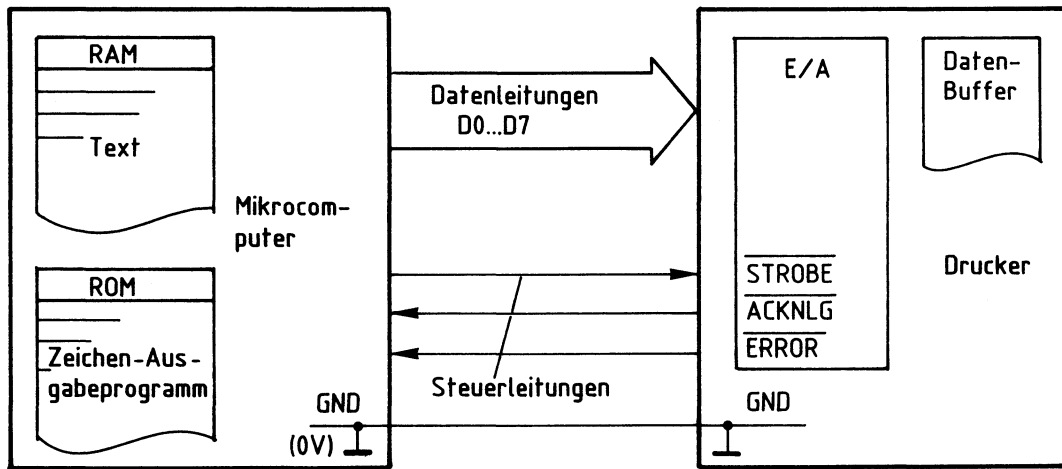 RAM
Text
Mikrocom-
puter
ROM
Zeichen-Aus-
gabeprogramm
GND
(0V)
Datenleitungen
D0...D7
Steuerleitungen
E/A
STROBE
ACKNLG
ERROR
GND
Daten-
Buffer
Drucker